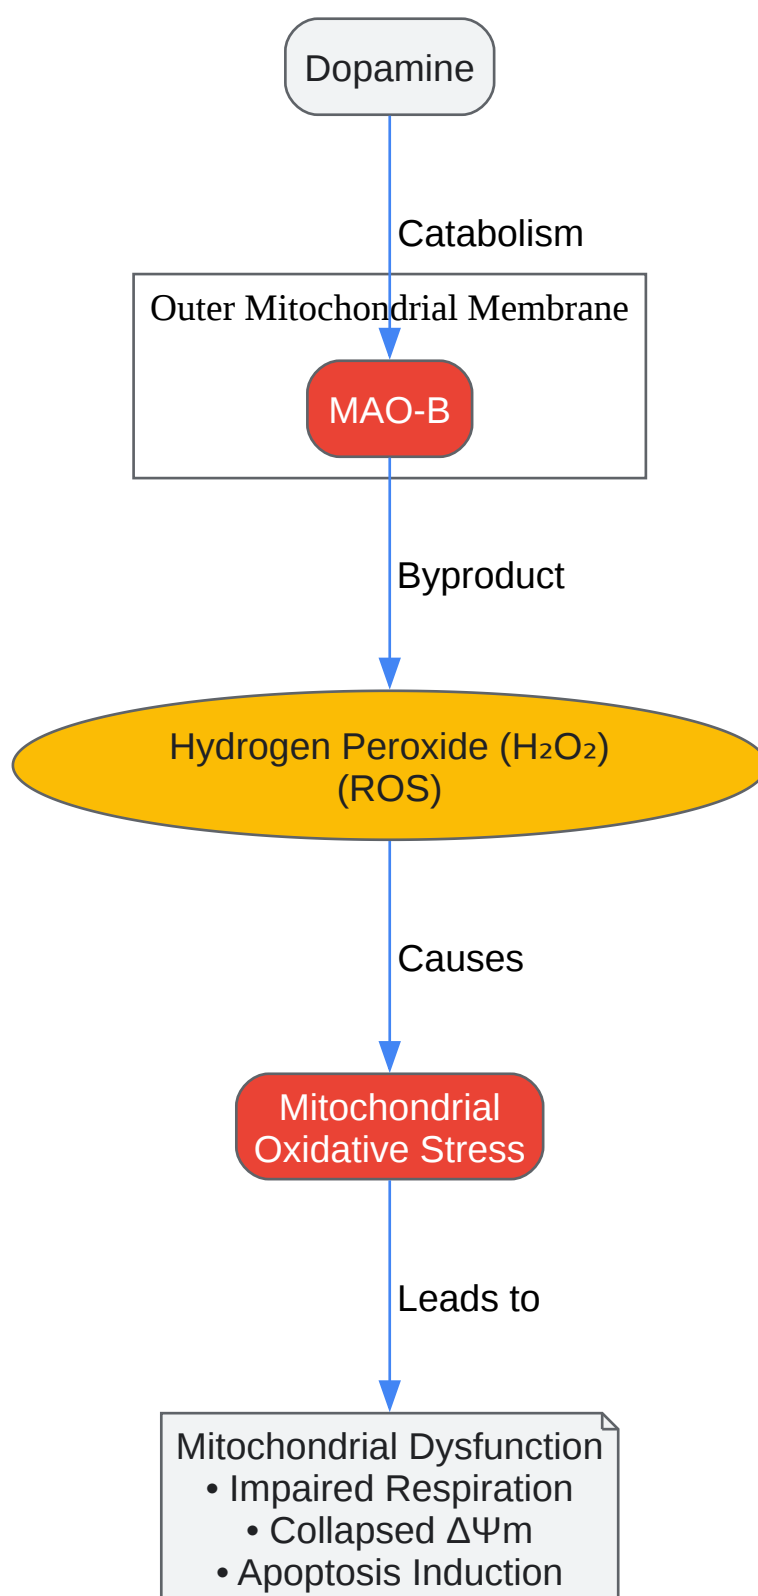 Dopamine
Catabolism
Outer Mitochondrial Membrane
MAO-B
Byproduct
Hydrogen Peroxide (H₂O₂)
(ROS)
Causes
Mitochondrial
Oxidative Stress
Leads to
Mitochondrial Dysfunction
• Impaired Respiration
• Collapsed ΔΨm
• Apoptosis Induction